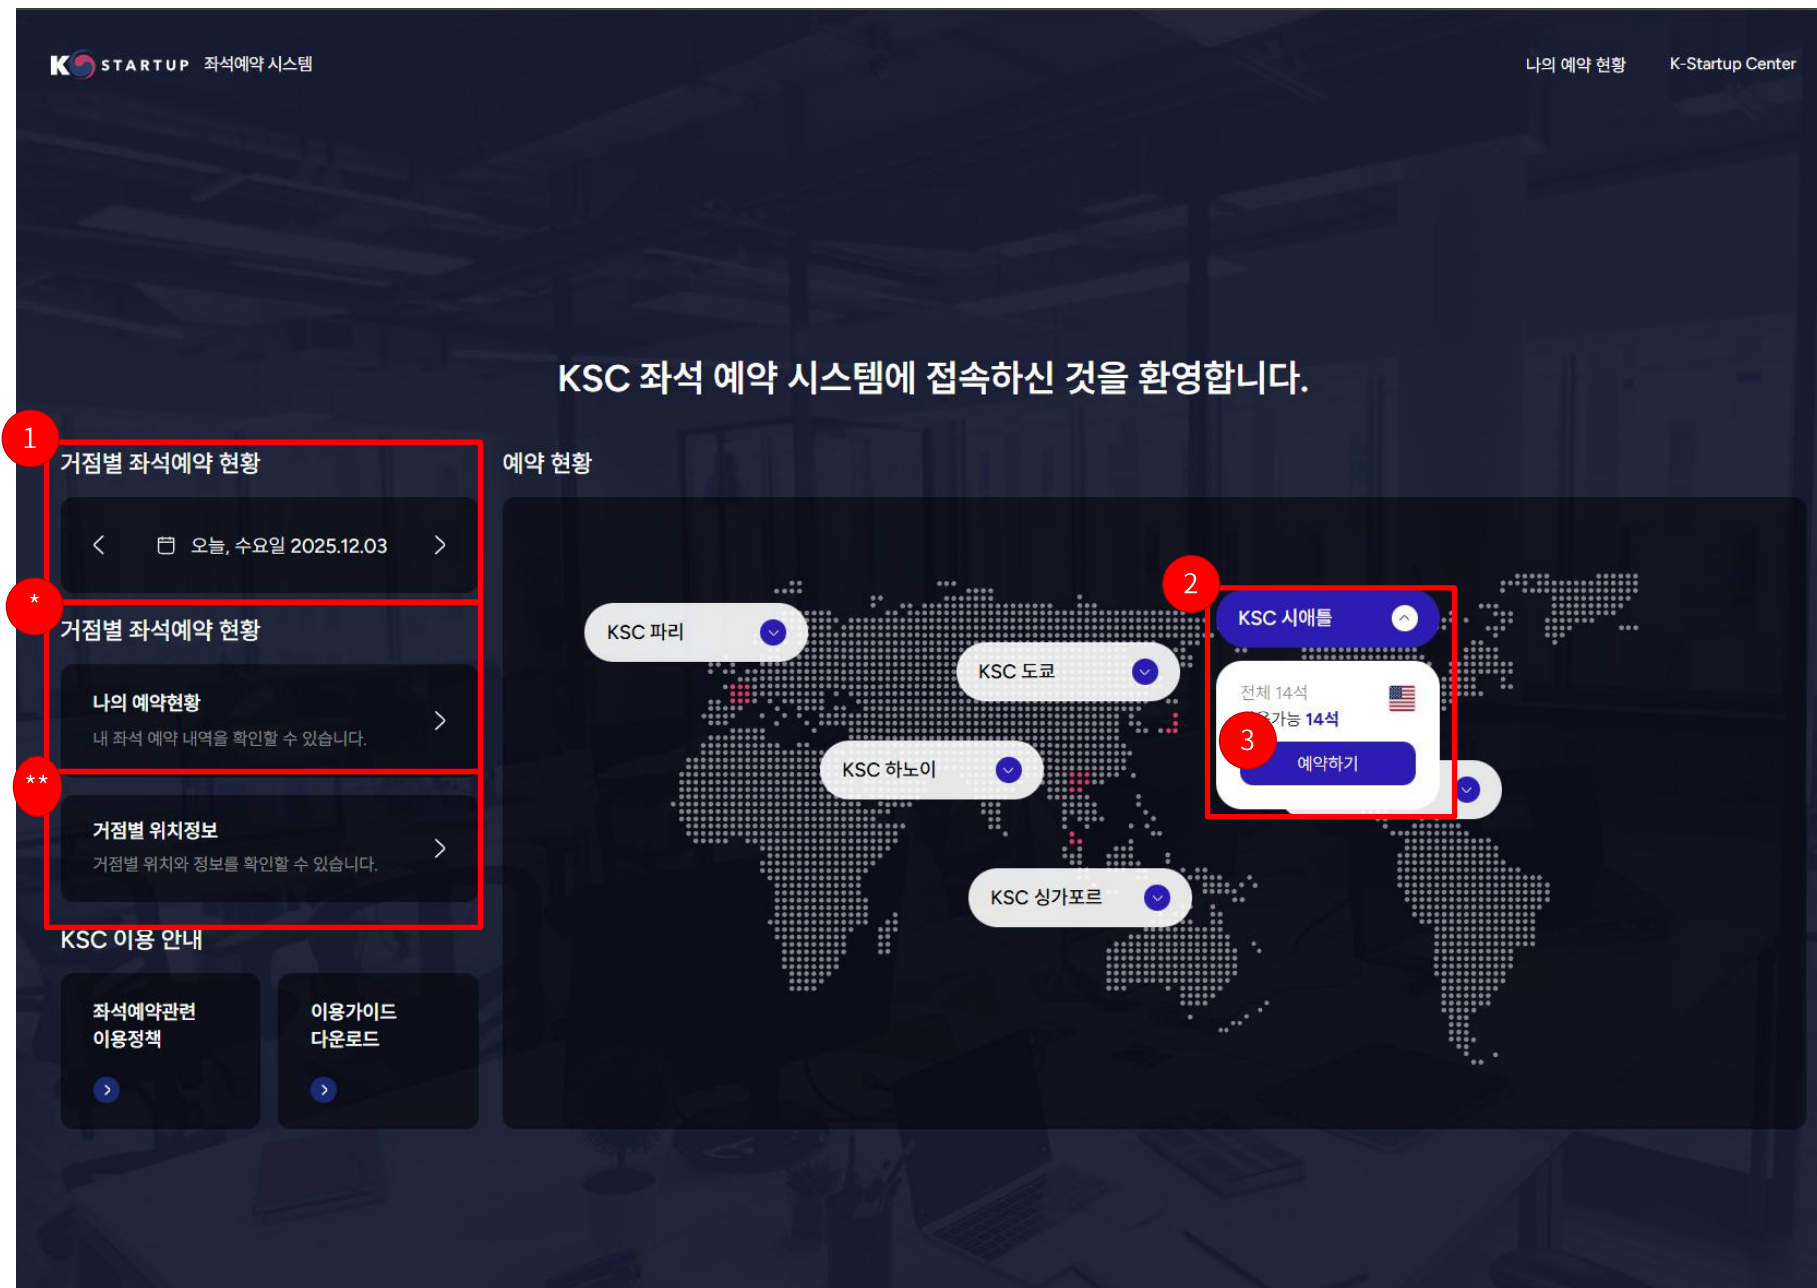 K STARTUP 좌석예약 시스템
나의 예약 현황
K-Startup Center
KSC 좌석 예약 시스템에 접속하신 것을 환영합니다.
1
거점별 좌석예약 현황
오늘, 수요일 2025.12.03
*
거점별 좌석예약 현황
나의 예약현황
내 좌석 예약 내역을 확인할 수 있습니다.
**
거점별 위치정보
거점별 위치와 정보를 확인할 수 있습니다.
KSC 이용 안내
좌석예약관련
이용정책
이용가이드
다운로드
예약 현황
KSC 파리
KSC 도쿄
KSC 하노이
KSC 싱가포르
2
KSC 시애틀
전체 14석
14석
3
예약하기